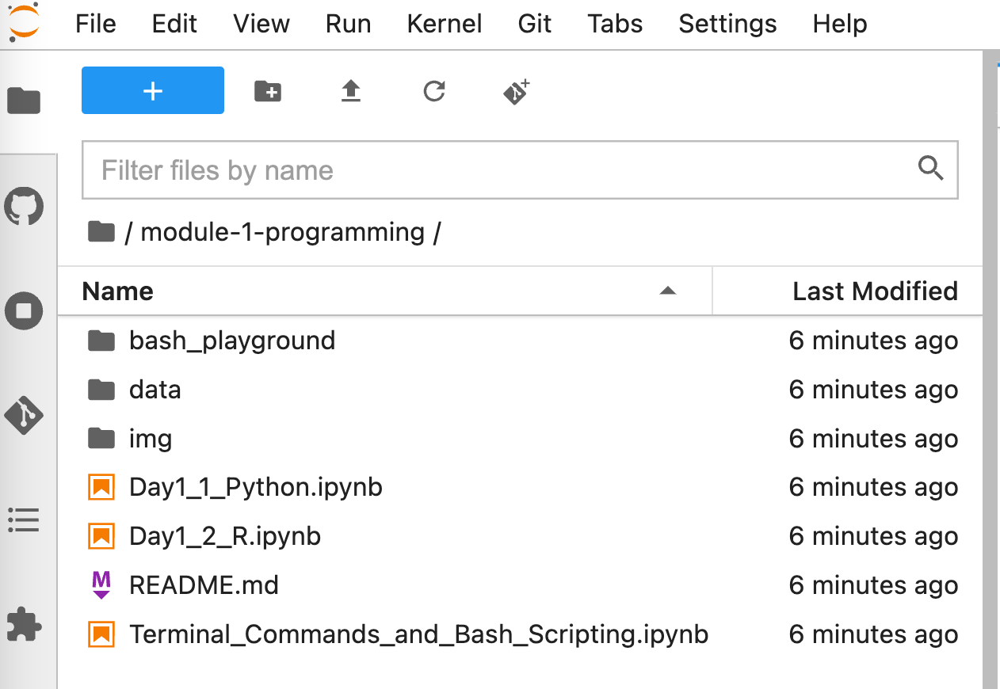 File Edit View Run Kernel Git Tabs Settings Help
+
Filter files by name
/ module-1-programming /
Name Last Modified
bash_playground 6 minutes ago
data 6 minutes ago
img 6 minutes ago
Day1_1_Python.ipynb 6 minutes ago
Day1_2_R.ipynb 6 minutes ago
M README.md 6 minutes ago
Terminal_Commands_and_Bash_Scripting.ipynb 6 minutes ago